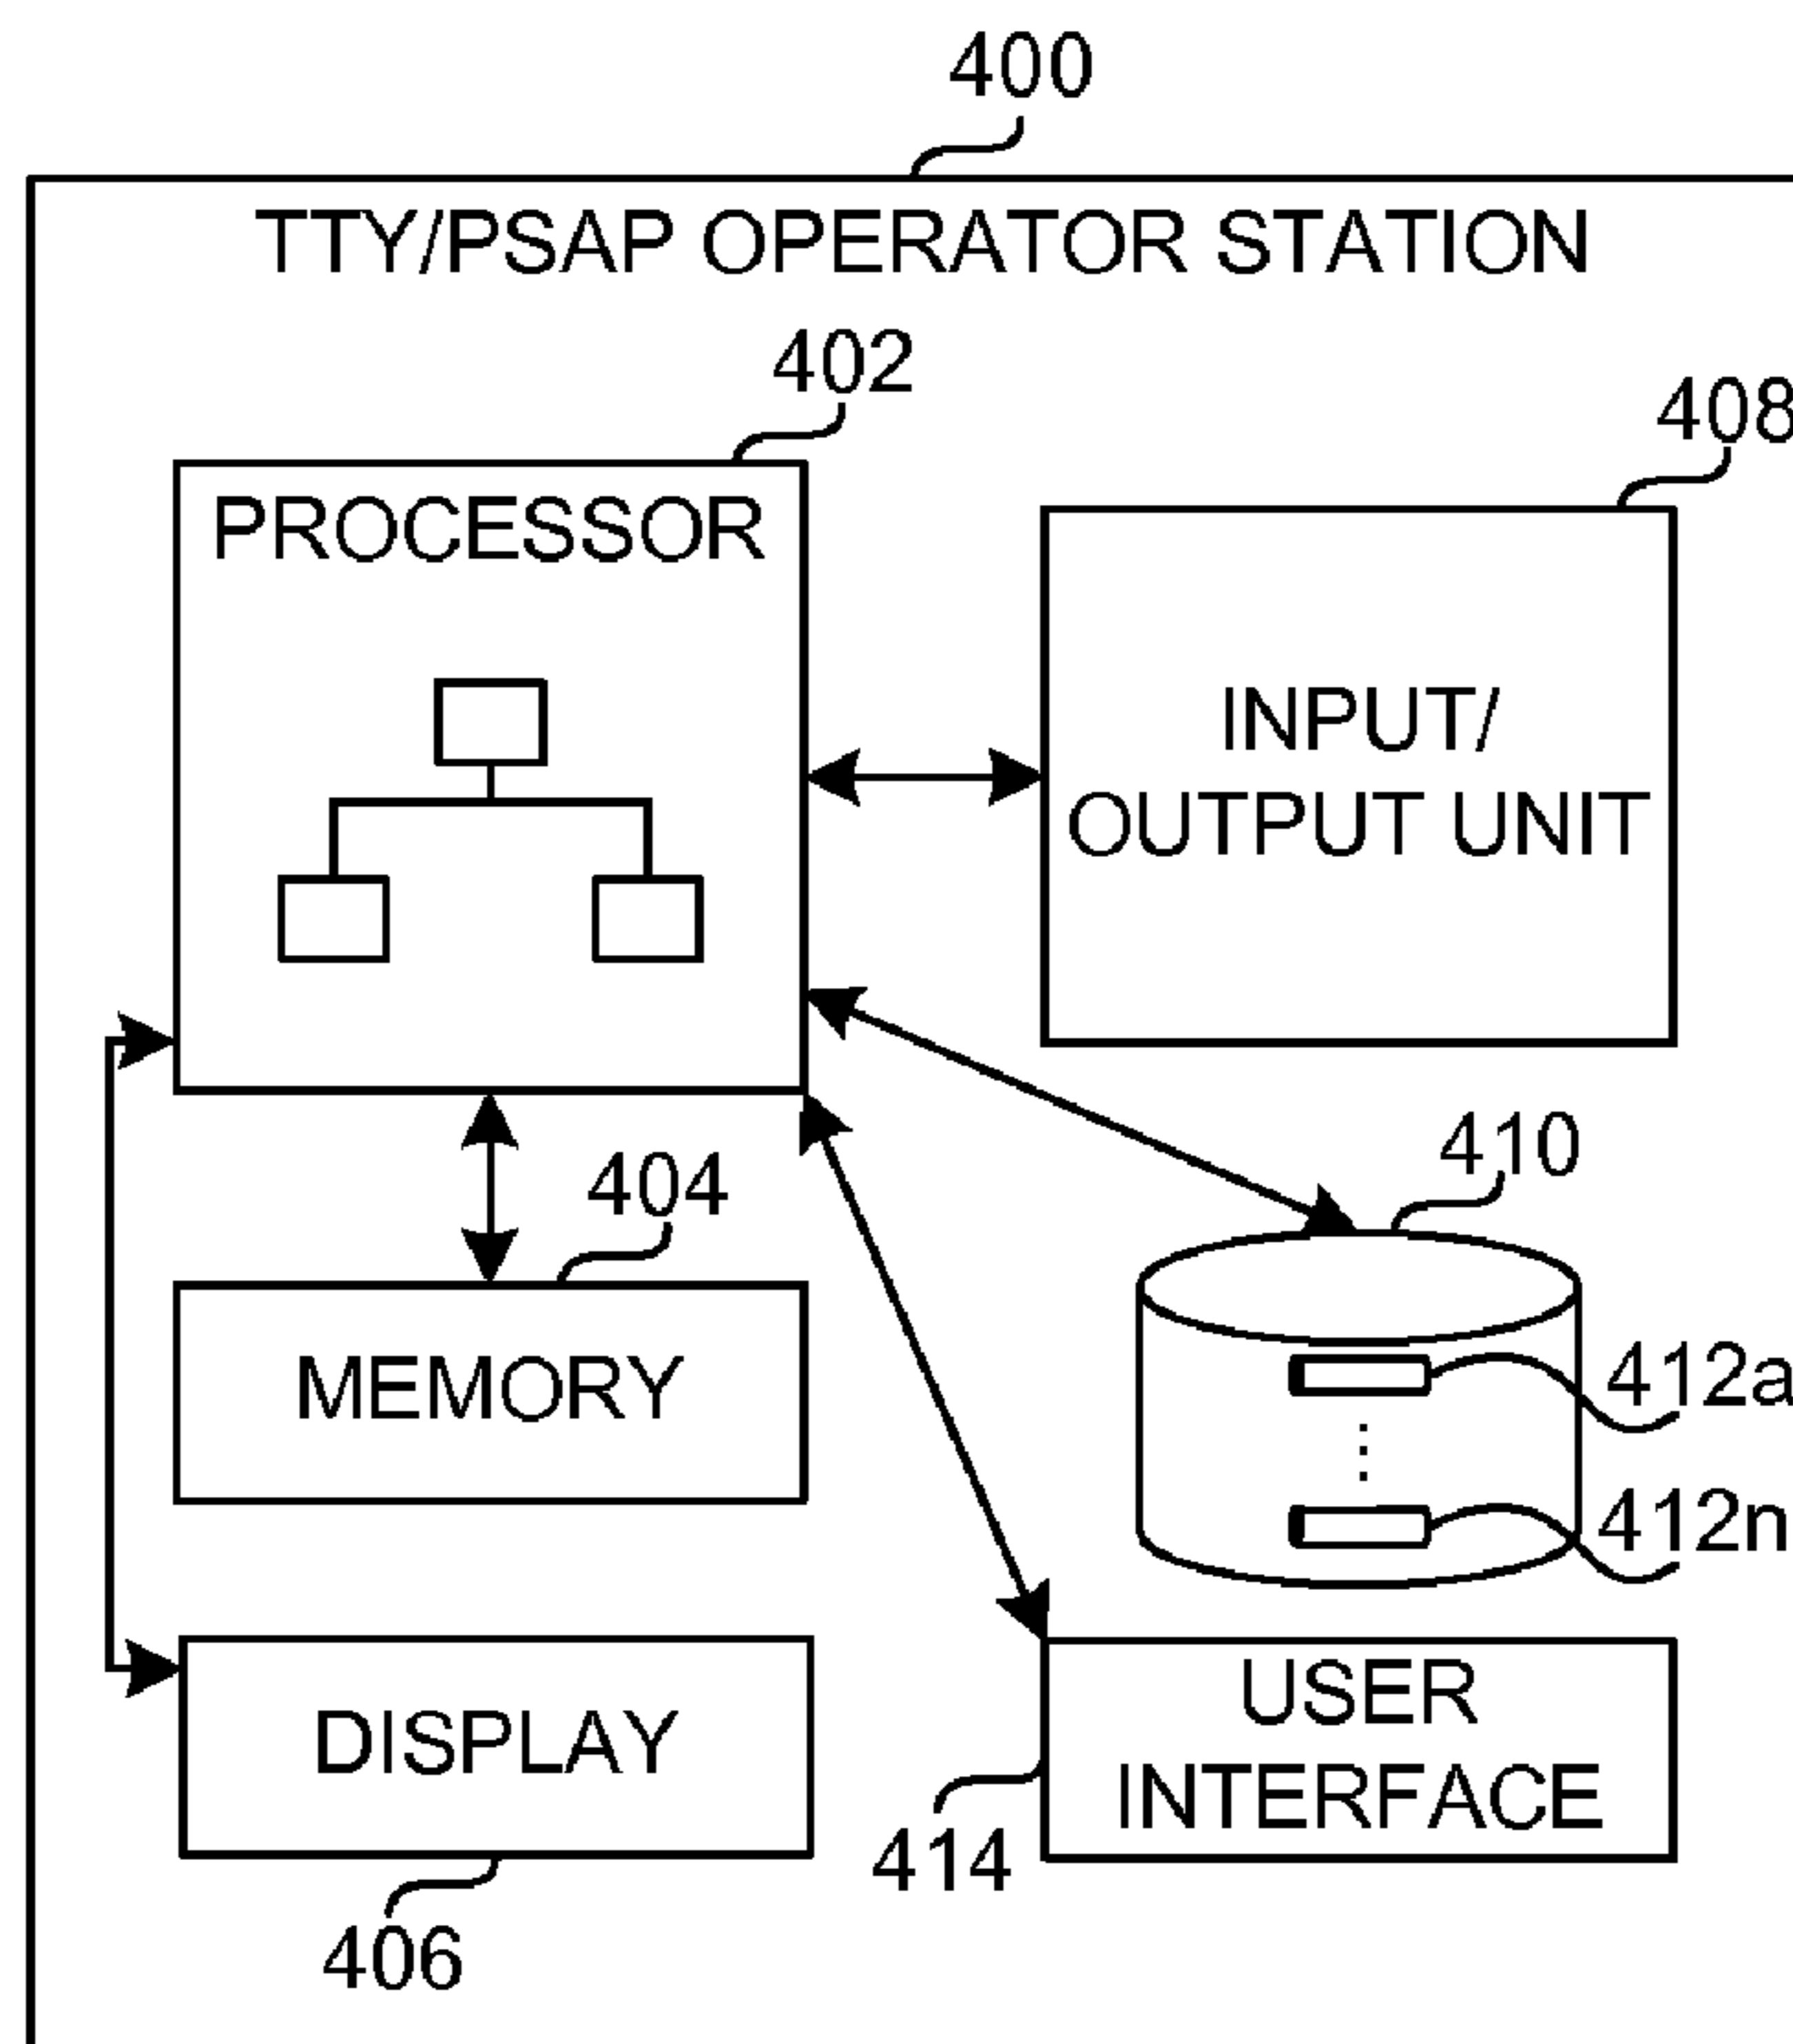 400
TTY/PSAP OPERATOR STATION
402
408
PROCESSOR
INPUT/
OUTPUT UNIT
410
404
MEMORY
412a
412n
USER
INTERFACE
DISPLAY
414
406